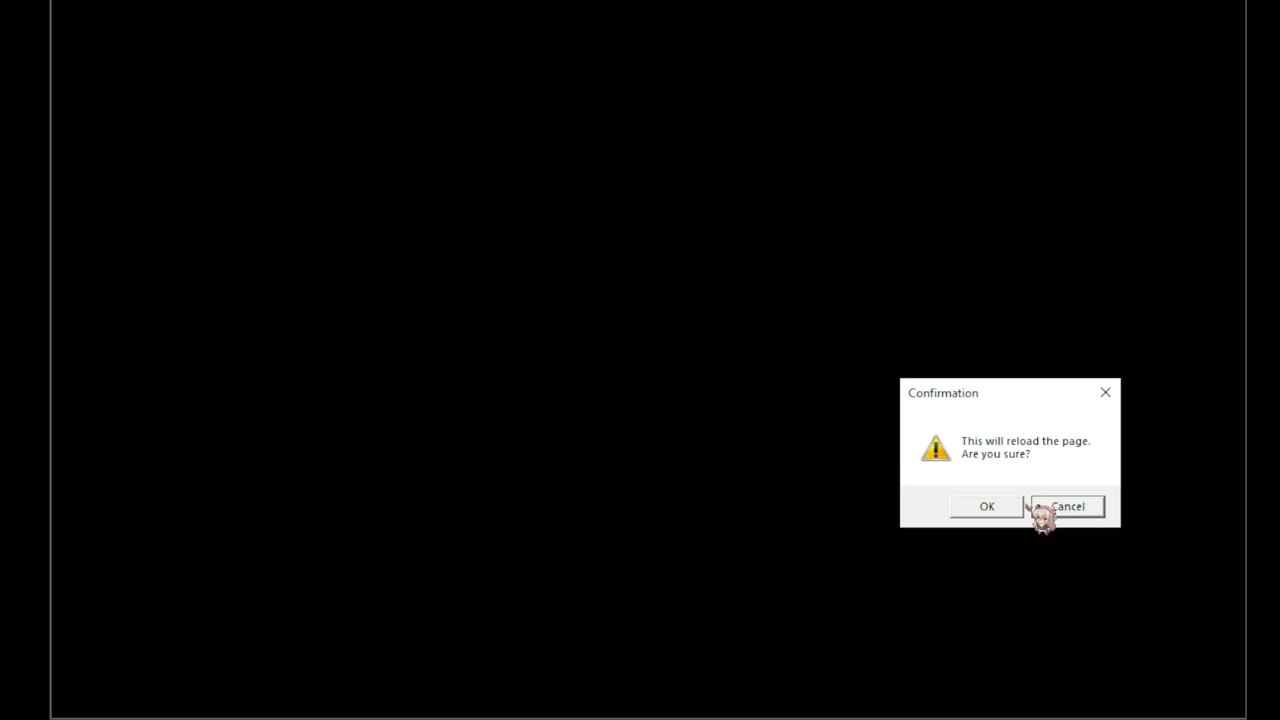 Confirmation
This will reload the page.
Are you sure?
OK
Cancel